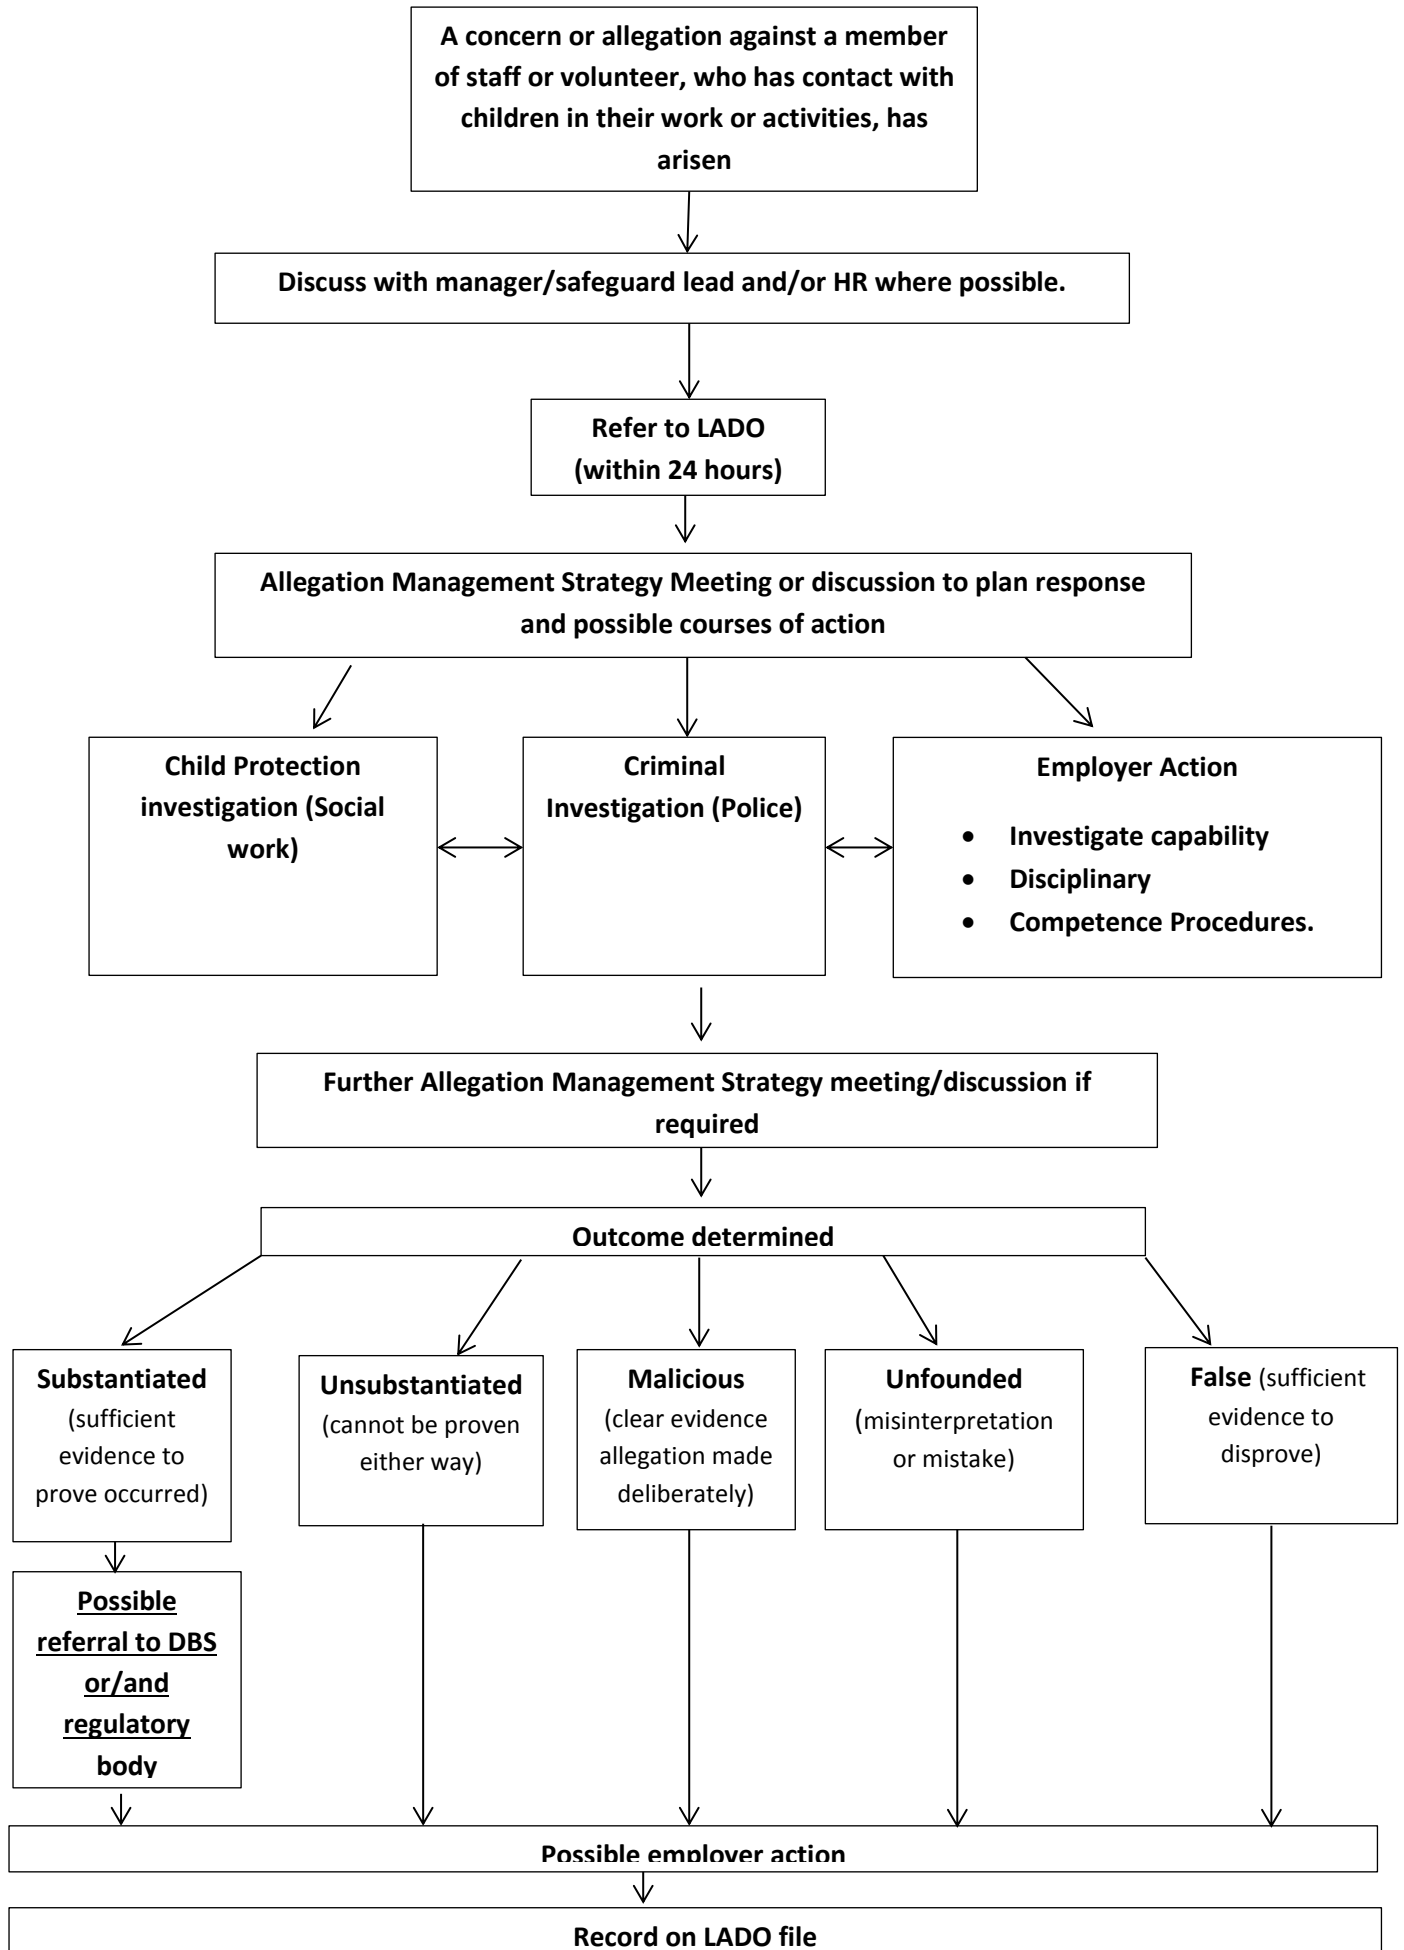 A concern or allegation against a member
of staff or volunteer, who has contact with
children in their work or activities, has
arisen
Discuss with manager/safeguard lead and/or HR where possible.
Refer to LADO
(within 24 hours)
Allegation Management Strategy Meeting or discussion to plan response
and possible courses of action
Child Protection
investigation (Social
work)
Criminal
Investigation (Police)
Employer Action
• Investigate capability
• Disciplinary
• Competence Procedures.
Further Allegation Management Strategy meeting/discussion if
required
Outcome determined
Substantiated
(sufficient
evidence to
prove occurred)
Unsubstantiated
(cannot be proven
either way)
Malicious
(clear evidence
allegation made
deliberately)
Unfounded
(misinterpretation
or mistake)
False (sufficient
evidence to
disprove)
Possible
referral to DBS
or/and
regulatory
body
Possible employer action
Record on LADO file